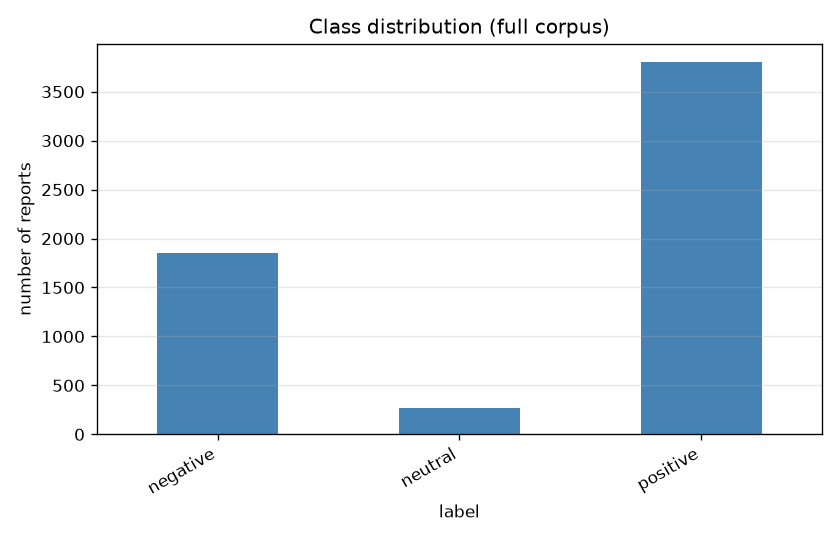 Class distribution (full corpus)
number of reports
3500
3000
2500
2000
1500
1000
500
0
negative
neutral
positive
label